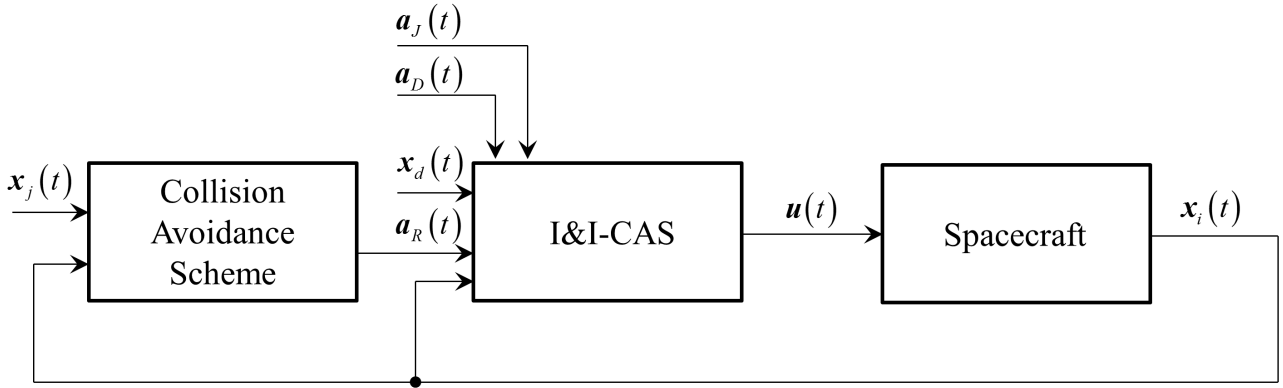 a_J(t)
a_D(t)
x_j(t)
Collision
Avoidance
Scheme
x_d(t)
a_R(t)
I&I-CAS
u(t)
Spacecraft
x_i(t)